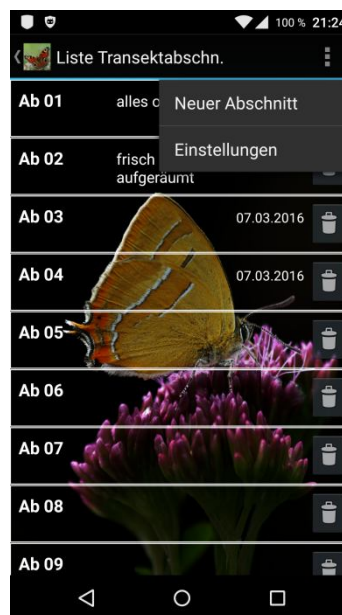 100 % 21:24
Liste Transektabschn.
Neuer Abschnitt
Einstellungen
Ab 01 alles o
Ab 02 frisch
aufgeräumt
Ab 03 07.03.2016
Ab 04 07.03.2016
Ab 05
Ab 06
Ab 07
Ab 08
Ab 09